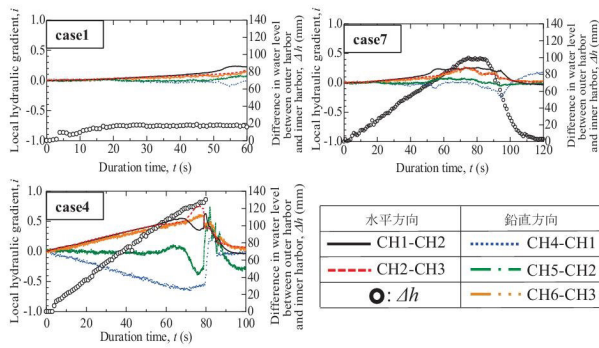 case1
Local hydraulic gradient, i
1.0
0.5
0.0
-0.5
-1.0
0 10 20 30 40 50 60
Duration time, t (s)
140
120
100
80
60
40
20
0
Difference in water level
between outer harbor
and inner harbor, Δh (mm)
case7
Local hydraulic gradient, i
1.0
0.5
0.0
-0.5
-1.0
0 20 40 60 80 100 120
Duration time, t (s)
140
120
100
80
60
40
20
0
Difference in water level
between outer harbor
and inner harbor, Δh (mm)
case4
Local hydraulic gradient, i
1.0
0.5
0.0
-0.5
-1.0
0 20 40 60 80 100
Duration time, t (s)
140
120
100
80
60
40
20
0
Difference in water level
between outer harbor
and inner harbor, Δh (mm)
水平方向 鉛直方向
CH1-CH2 CH4-CH1
CH2-CH3 CH5-CH2
: Δh CH6-CH3